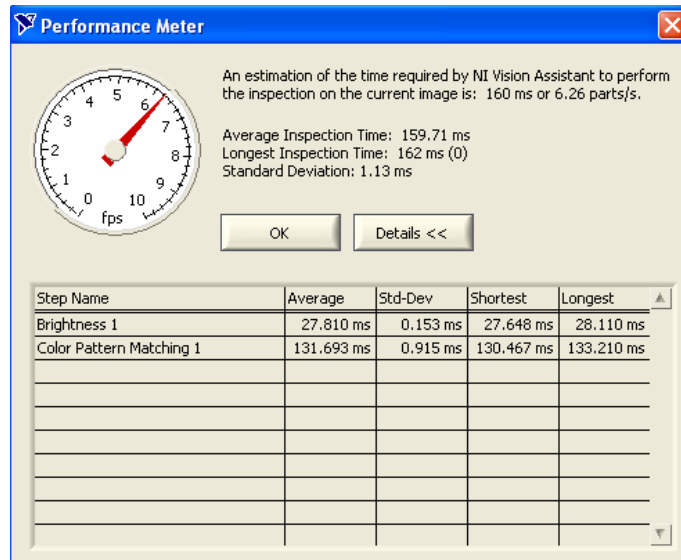 Performance Meter
An estimation of the time required by NI Vision Assistant to perform
the inspection on the current image is: 160 ms or 6.26 parts/s.
Average Inspection Time: 159.71 ms
Longest Inspection Time: 162 ms (0)
Standard Deviation: 1.13 ms
0 1 2 3 4 5 6 7 8 9 10
fps
OK Details <<
Step Name Average Std-Dev Shortest Longest
Brightness 1 27.810 ms 0.153 ms 27.648 ms 28.110 ms
Color Pattern Matching 1 131.693 ms 0.915 ms 130.467 ms 133.210 ms